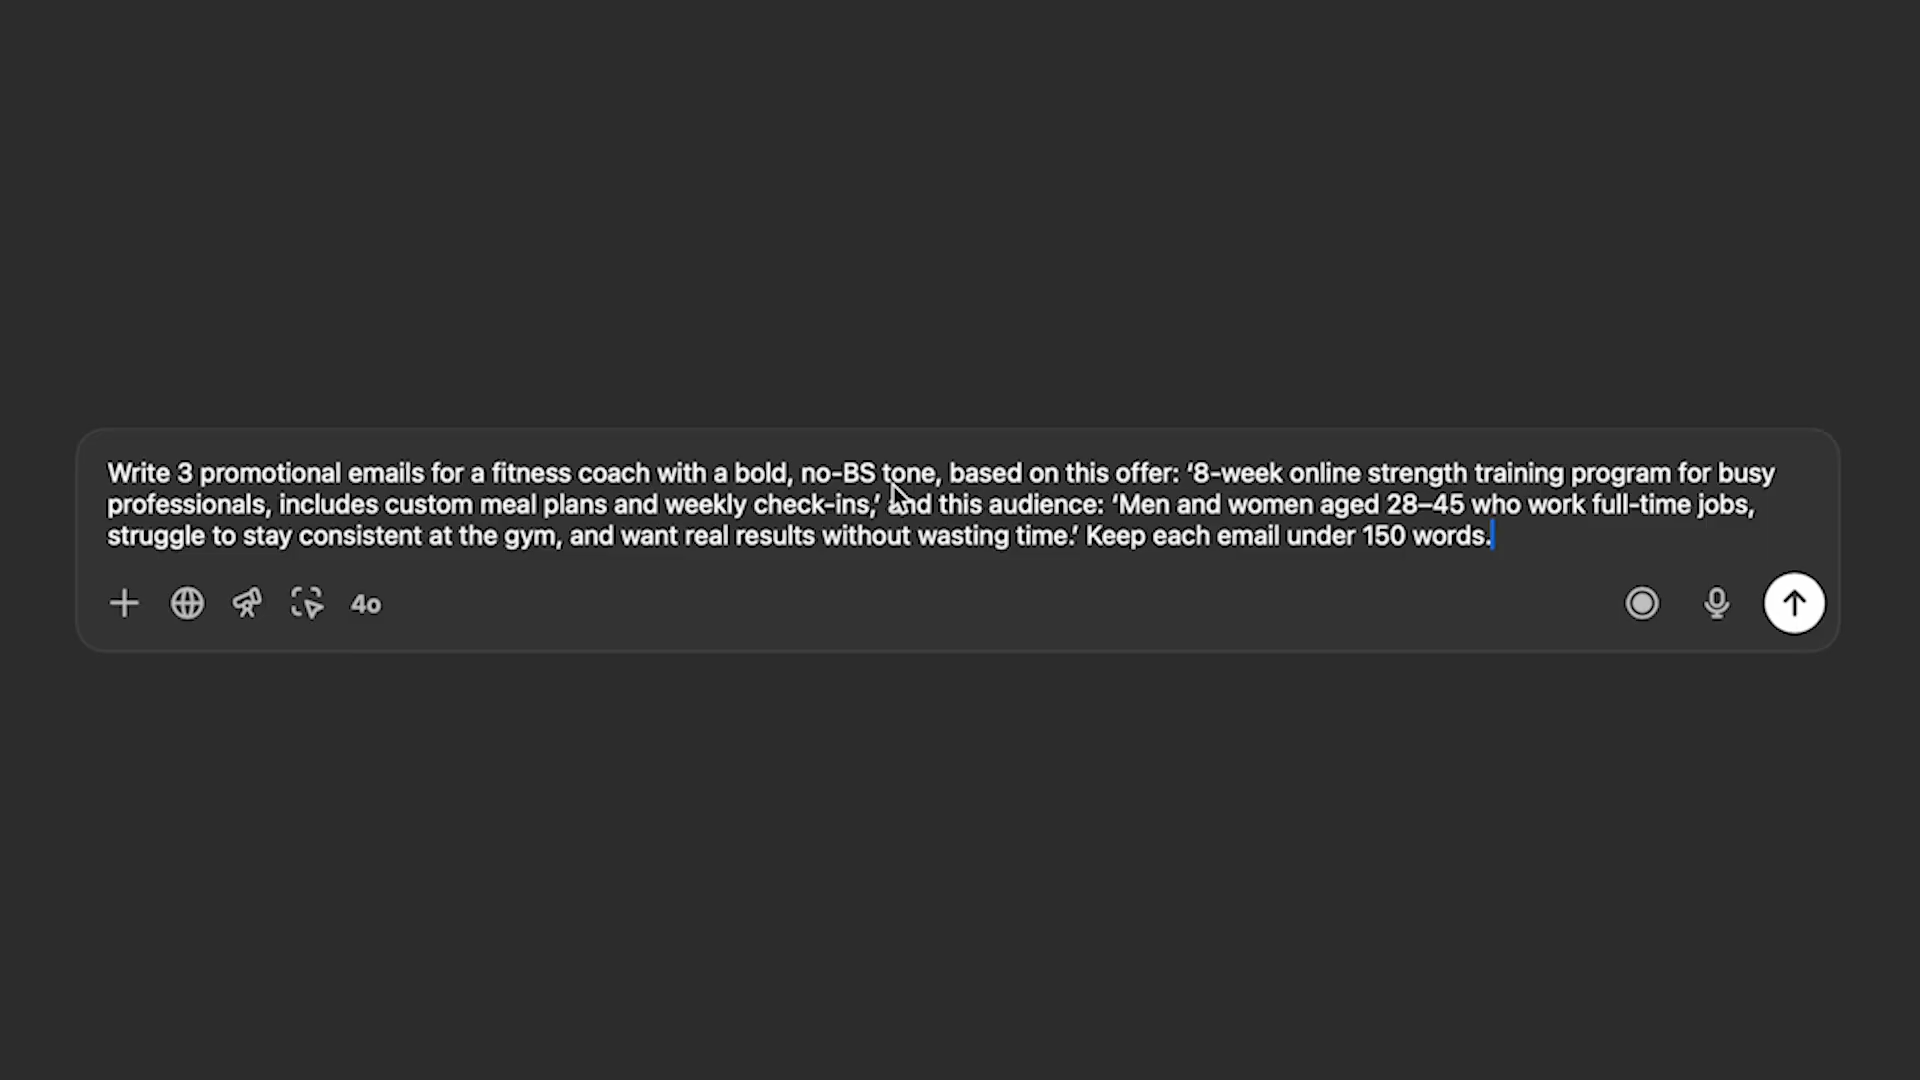 Write 3 promotional emails for a fitness coach with a bold, no-BS tone, based on this offer: ‘8-week online strength training program for busy
professionals, includes custom meal plans and weekly check-ins,’ and this audience: ‘Men and women aged 28–45 who work full-time jobs,
struggle to stay consistent at the gym, and want real results without wasting time.’ Keep each email under 150 words.
4o